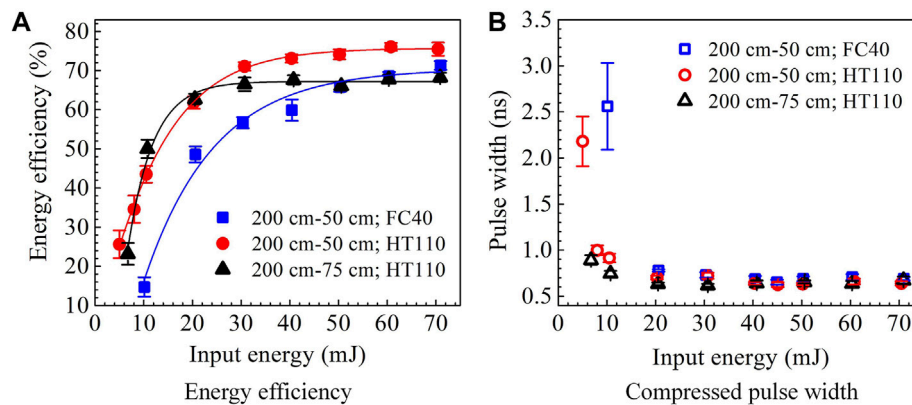 A
Energy efficiency (%)
80
70
60
50
40
30
20
10
200 cm-50 cm; FC40
200 cm-50 cm; HT110
200 cm-75 cm; HT110
0 10 20 30 40 50 60 70
Input energy (mJ)
Energy efficiency
B
Pulse width (ns)
3.0
2.5
2.0
1.5
1.0
0.5
200 cm-50 cm; FC40
200 cm-50 cm; HT110
200 cm-75 cm; HT110
0 10 20 30 40 50 60 70
Input energy (mJ)
Compressed pulse width